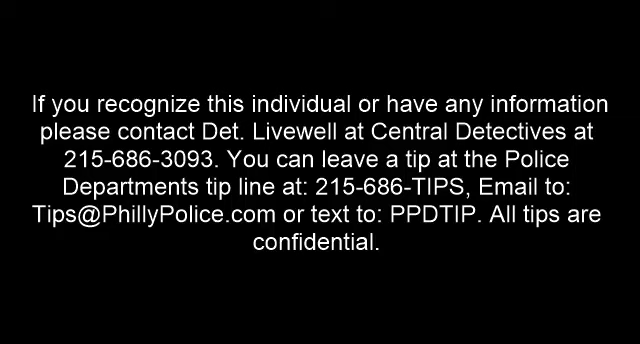 If you recognize this individual or have any information
please contact Det. Livewell at Central Detectives at
215-686-3093. You can leave a tip at the Police
Departments tip line at: 215-686-TIPS, Email to:
Tips@PhillyPolice.com or text to: PPDTIP. All tips are
confidential.